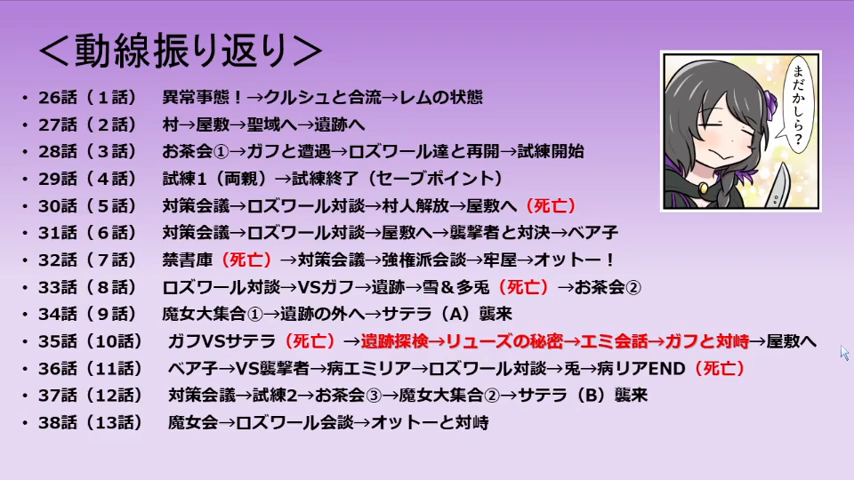 ＜動線振り返り＞
まだかしら？
・ 26話（１話） 異常事態！→クルシュと合流→レムの状態
・ 27話（２話） 村→屋敷→聖域へ→遺跡へ
・ 28話（３話） お茶会①→ガフと遭遇→ロズワール達と再開→試練開始
・ 29話（４話） 試練1（両親）→試練終了（セーブポイント）
・ 30話（５話） 対策会議→ロズワール対談→村人解放→屋敷へ（死亡）
・ 31話（６話） 対策会議→ロズワール対談→屋敷へ→襲撃者と対決→ベア子
・ 32話（７話） 禁書庫（死亡）→対策会議→強権派会談→牢屋→オットー！
・ 33話（８話） ロズワール対談→VSガフ→遺跡→雪＆多兎（死亡）→お茶会②
・ 34話（９話） 魔女大集合①→遺跡の外へ→サテラ（A）襲来
・ 35話（10話） ガフVSサテラ（死亡）→遺跡探検→リューズの秘密→エミ会話→ガフと対峙→屋敷へ
・ 36話（11話） ベア子→VS襲撃者→病エミリア→ロズワール対談→兎→病リアEND（死亡）
・ 37話（12話） 対策会議→試練2→お茶会③→魔女大集合②→サテラ（B）襲来
・ 38話（13話） 魔女会→ロズワール会談→オットーと対峙